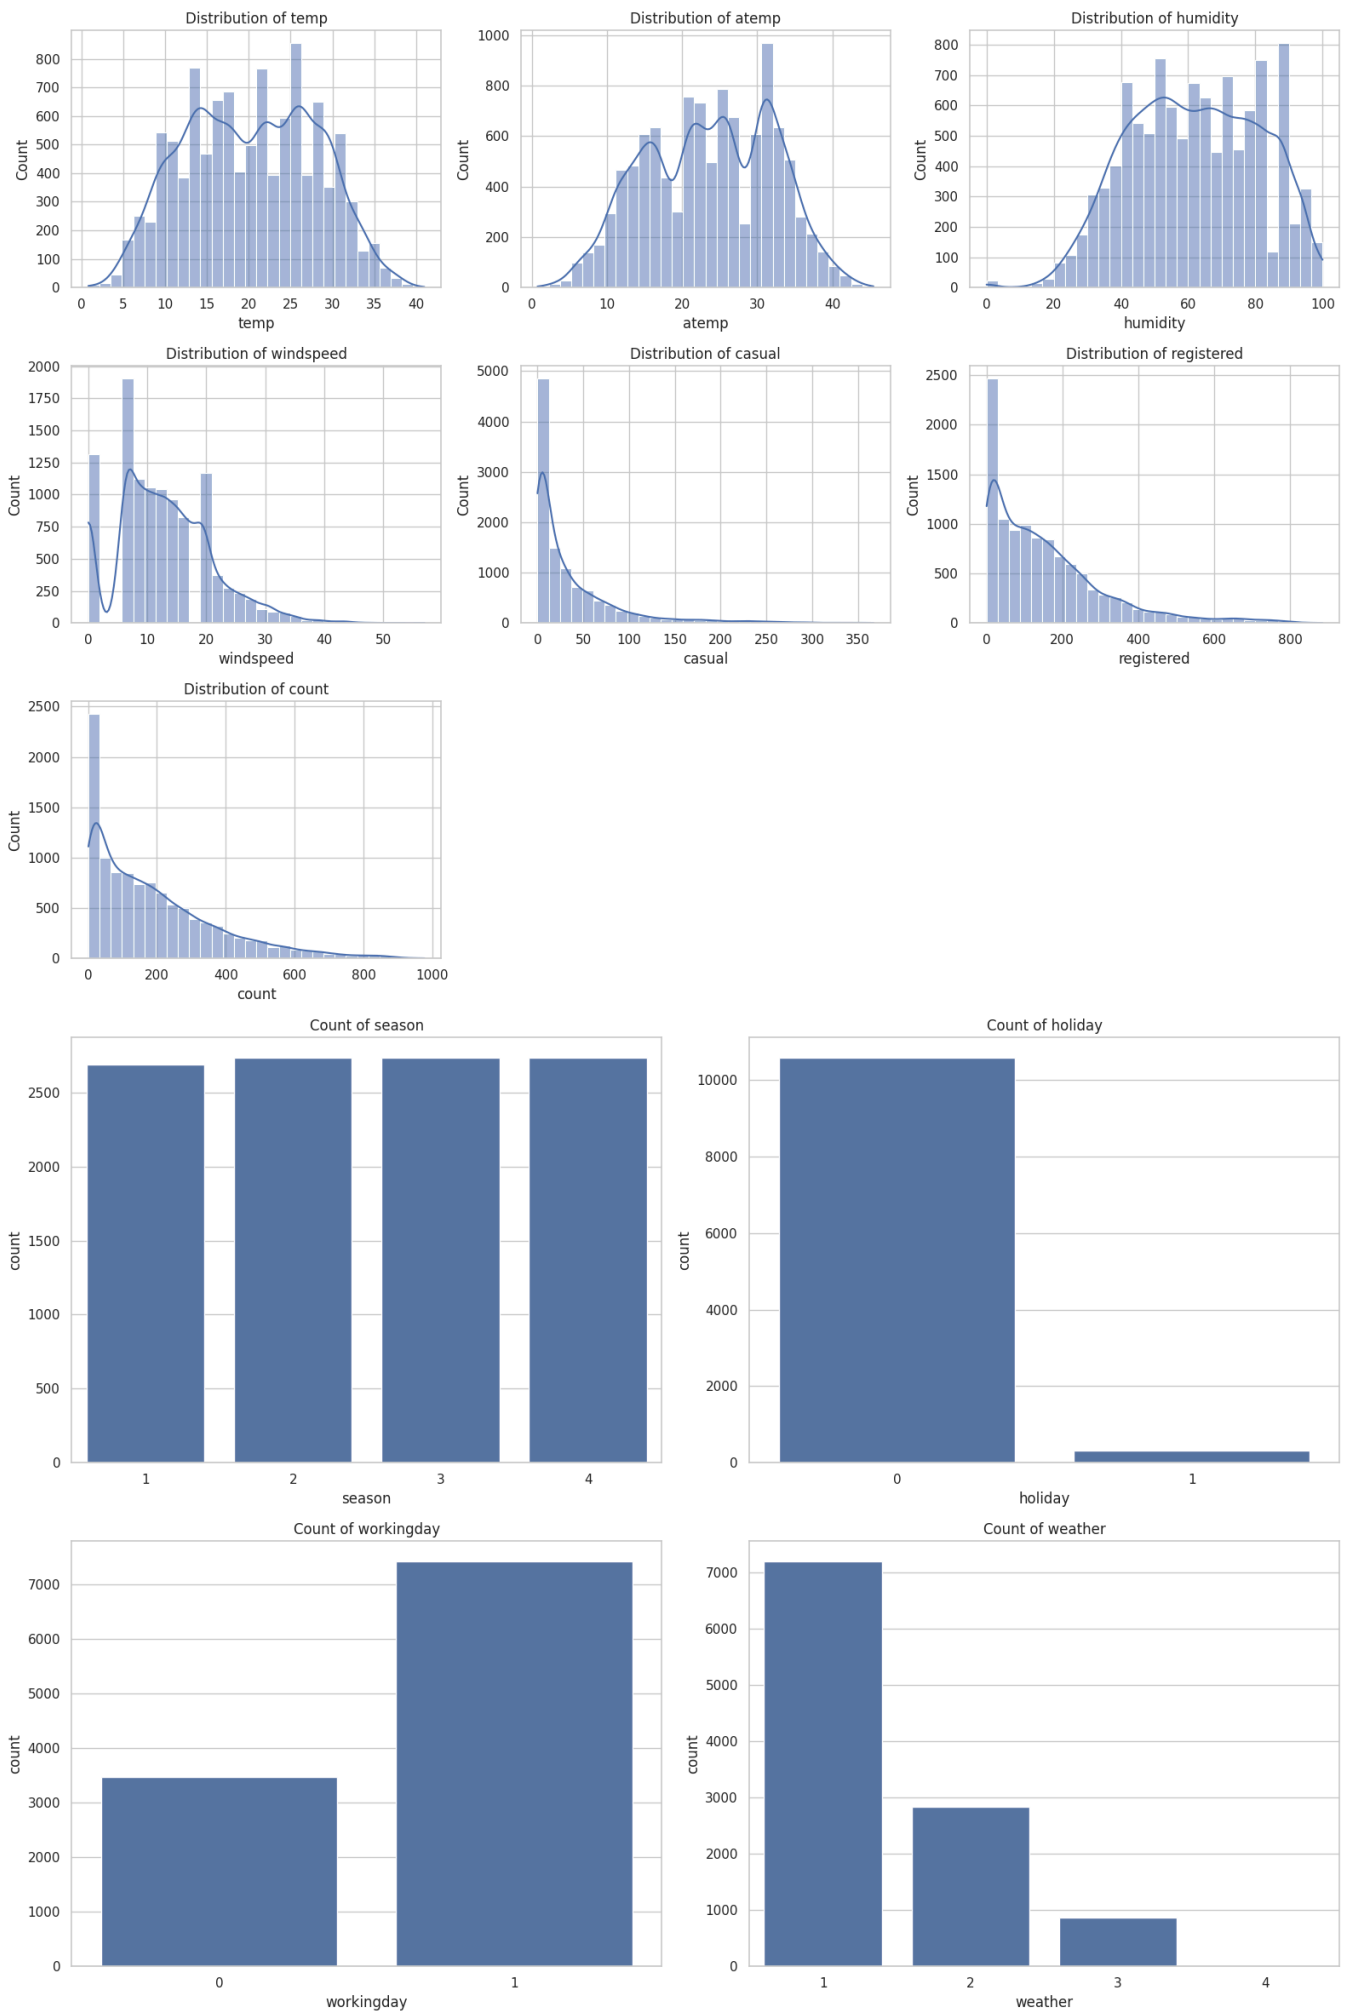 Distribution of temp
Count
800
700
600
500
400
300
200
100
0
0 5 10 15 20 25 30 35 40
temp
Distribution of atemp
Count
1000
800
600
400
200
0
0 10 20 30 40
atemp
Distribution of humidity
Count
800
700
600
500
400
300
200
100
0
0 20 40 60 80 100
humidity
Distribution of windspeed
Count
2000
1750
1500
1250
1000
750
500
250
0
0 10 20 30 40 50
windspeed
Distribution of casual
Count
5000
4000
3000
2000
1000
0
0 50 100 150 200 250 300 350
casual
Distribution of registered
Count
2500
2000
1500
1000
500
0
0 200 400 600 800
registered
Distribution of count
Count
2500
2000
1500
1000
500
0
0 200 400 600 800 1000
count
Count of season
count
2500
2000
1500
1000
500
0
1 2 3 4
season
Count of holiday
count
10000
8000
6000
4000
2000
0
0 1
holiday
Count of workingday
count
7000
6000
5000
4000
3000
2000
1000
0
0 1
workingday
Count of weather
count
7000
6000
5000
4000
3000
2000
1000
0
1 2 3 4
weather